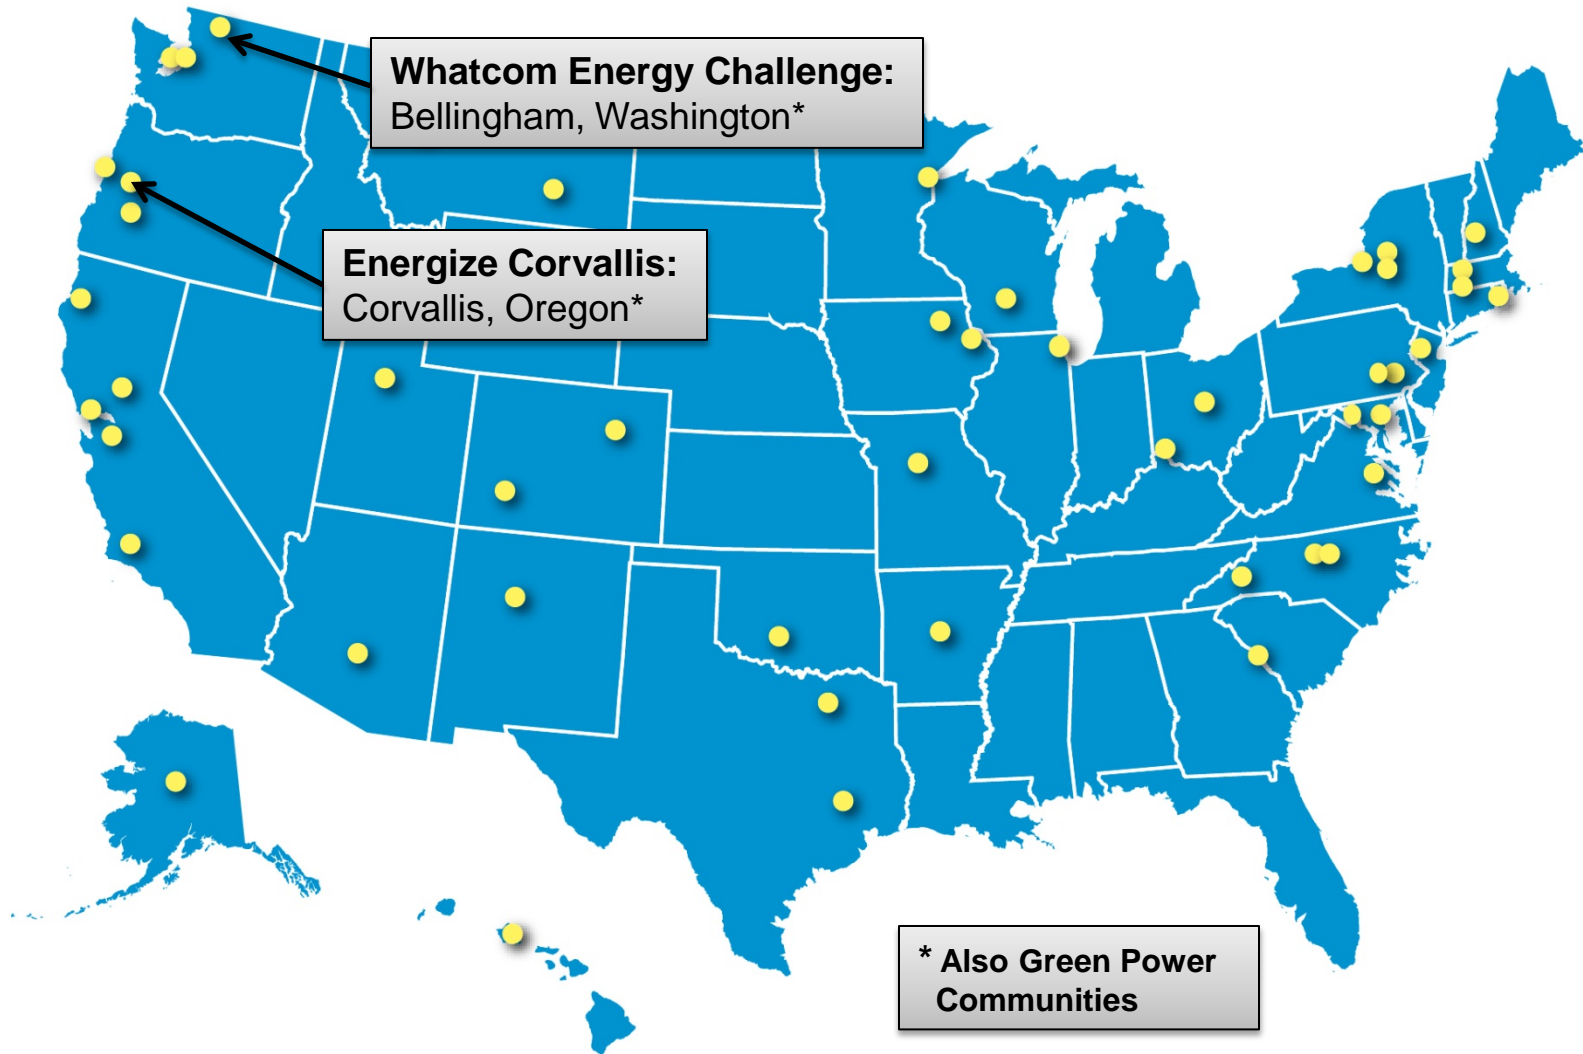 Whatcom Energy Challenge:
Bellingham, Washington*
Energize Corvallis:
Corvallis, Oregon*
* Also Green Power
Communities